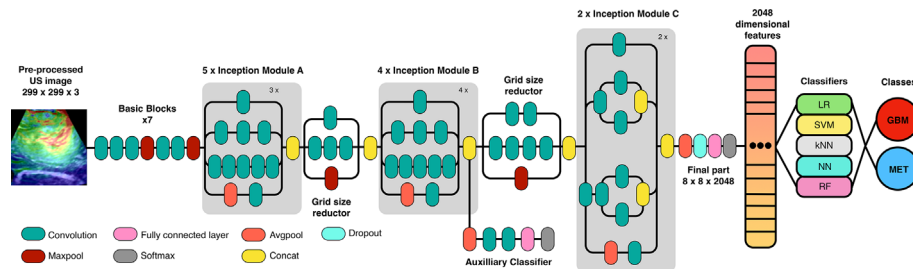 Pre-processed
US image
299 x 299 x 3
Basic Blocks
x7
5 x Inception Module A
3 x
Grid size
reductor
4 x Inception Module B
4 x
Grid size
reductor
2 x Inception Module C
2 x
Auxilliary Classifier
Final part
8 x 8 x 2048
2048
dimensional
features
Classifiers
LR
SVM
kNN
NN
RF
Classes
GBM
MET
Convolution
Fully connected layer
Avgpool
Dropout
Maxpool
Softmax
Concat